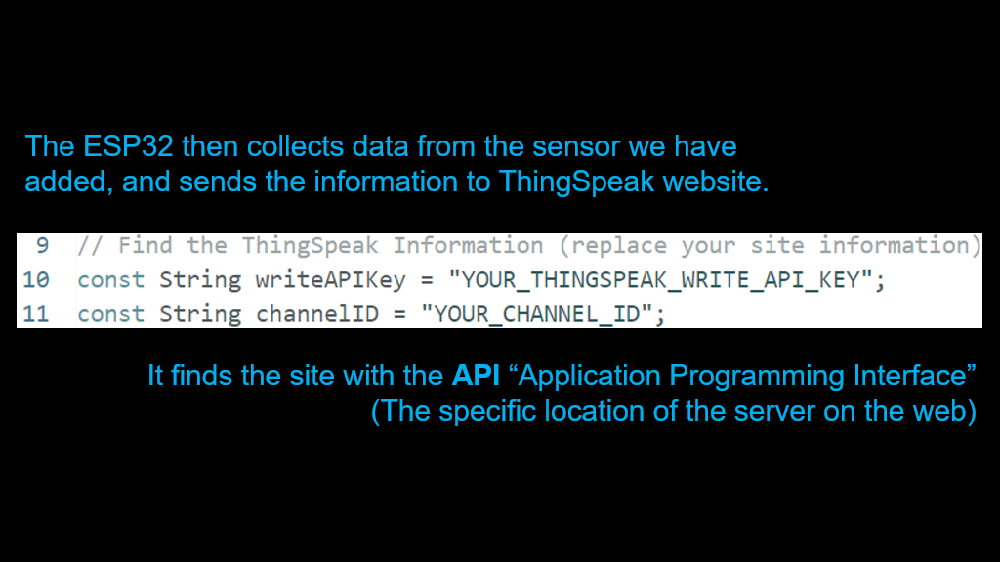 The ESP32 then collects data from the sensor we have
added, and sends the information to ThingSpeak website.
9 // Find the ThingSpeak Information (replace your site information)
10 const String writeAPIKey = "YOUR_THINGSPEAK_WRITE_API_KEY";
11 const String channelID = "YOUR_CHANNEL_ID";
It finds the site with the API “Application Programming Interface”
(The specific location of the server on the web)